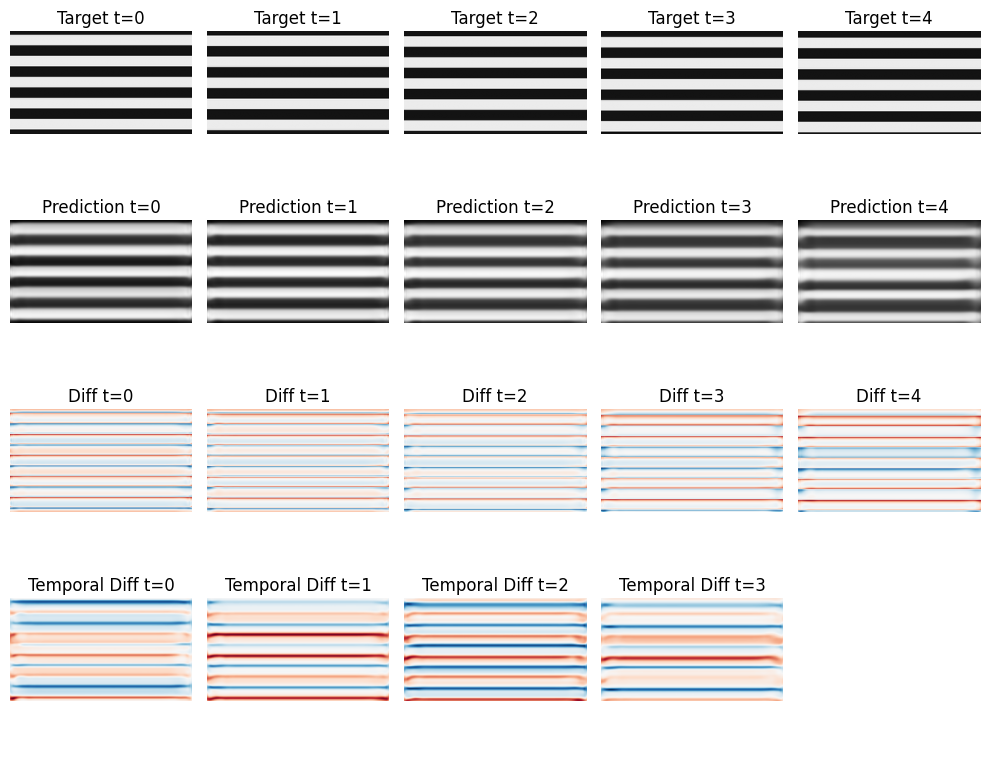 Target t=0 Target t=1 Target t=2 Target t=3 Target t=4
Prediction t=0 Prediction t=1 Prediction t=2 Prediction t=3 Prediction t=4
Diff t=0 Diff t=1 Diff t=2 Diff t=3 Diff t=4
Temporal Diff t=0 Temporal Diff t=1 Temporal Diff t=2 Temporal Diff t=3